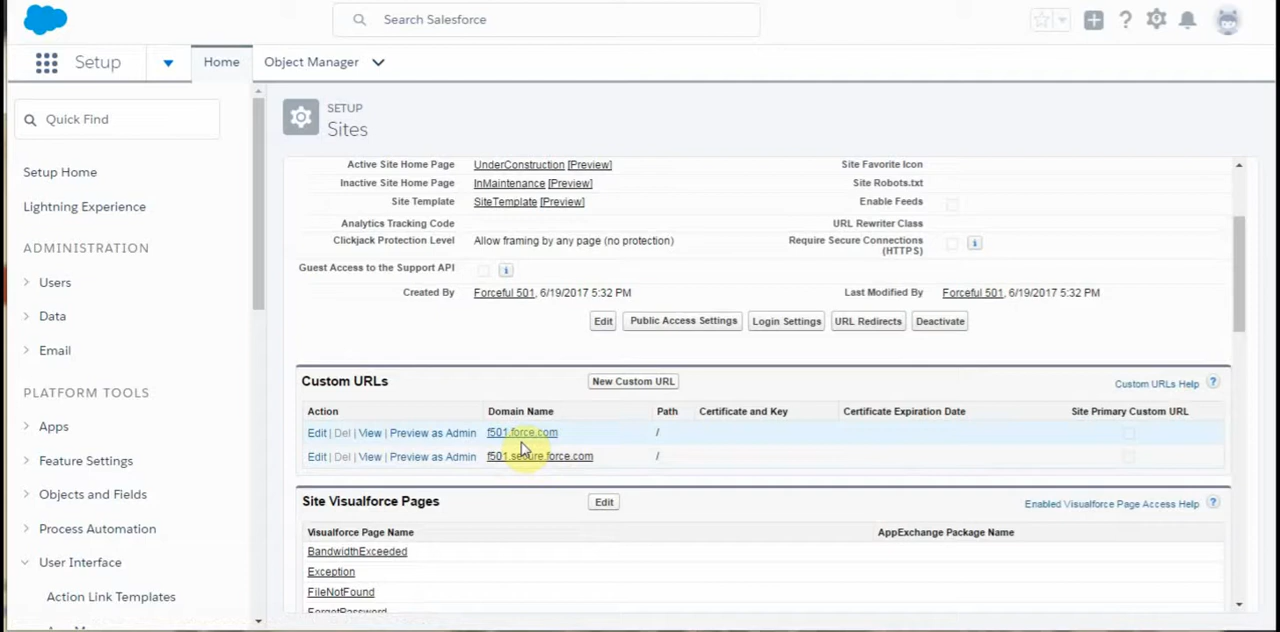 Search Salesforce
Setup
Home
Object Manager
Quick Find
Setup Home
Lightning Experience
ADMINISTRATION
Users
Data
Email
PLATFORM TOOLS
Apps
Feature Settings
Objects and Fields
Process Automation
User Interface
Action Link Templates
SETUP
Sites
Active Site Home Page UnderConstruction [Preview] Site Favorite Icon
Inactive Site Home Page InMaintenance [Preview] Site Robots.txt
Site Template SiteTemplate [Preview] Enable Feeds
Analytics Tracking Code URL Rewriter Class
Clickjack Protection Level Allow framing by any page (no protection) Require Secure Connections
(HTTPS)
Guest Access to the Support API
Created By Forceful 501, 6/19/2017 5:32 PM Last Modified By Forceful 501, 6/19/2017 5:32 PM
Edit Public Access Settings Login Settings URL Redirects Deactivate
Custom URLs New Custom URL Custom URLs Help ?
Action Domain Name Path Certificate and Key Certificate Expiration Date Site Primary Custom URL
Edit | Del | View | Preview as Admin f501.force.com /
Edit | Del | View | Preview as Admin f501.secure.force.com /
Site Visualforce Pages Edit Enabled Visualforce Page Access Help ?
Visualforce Page Name AppExchange Package Name
BandwidthExceeded
Exception
FileNotFound
ForgotPassword